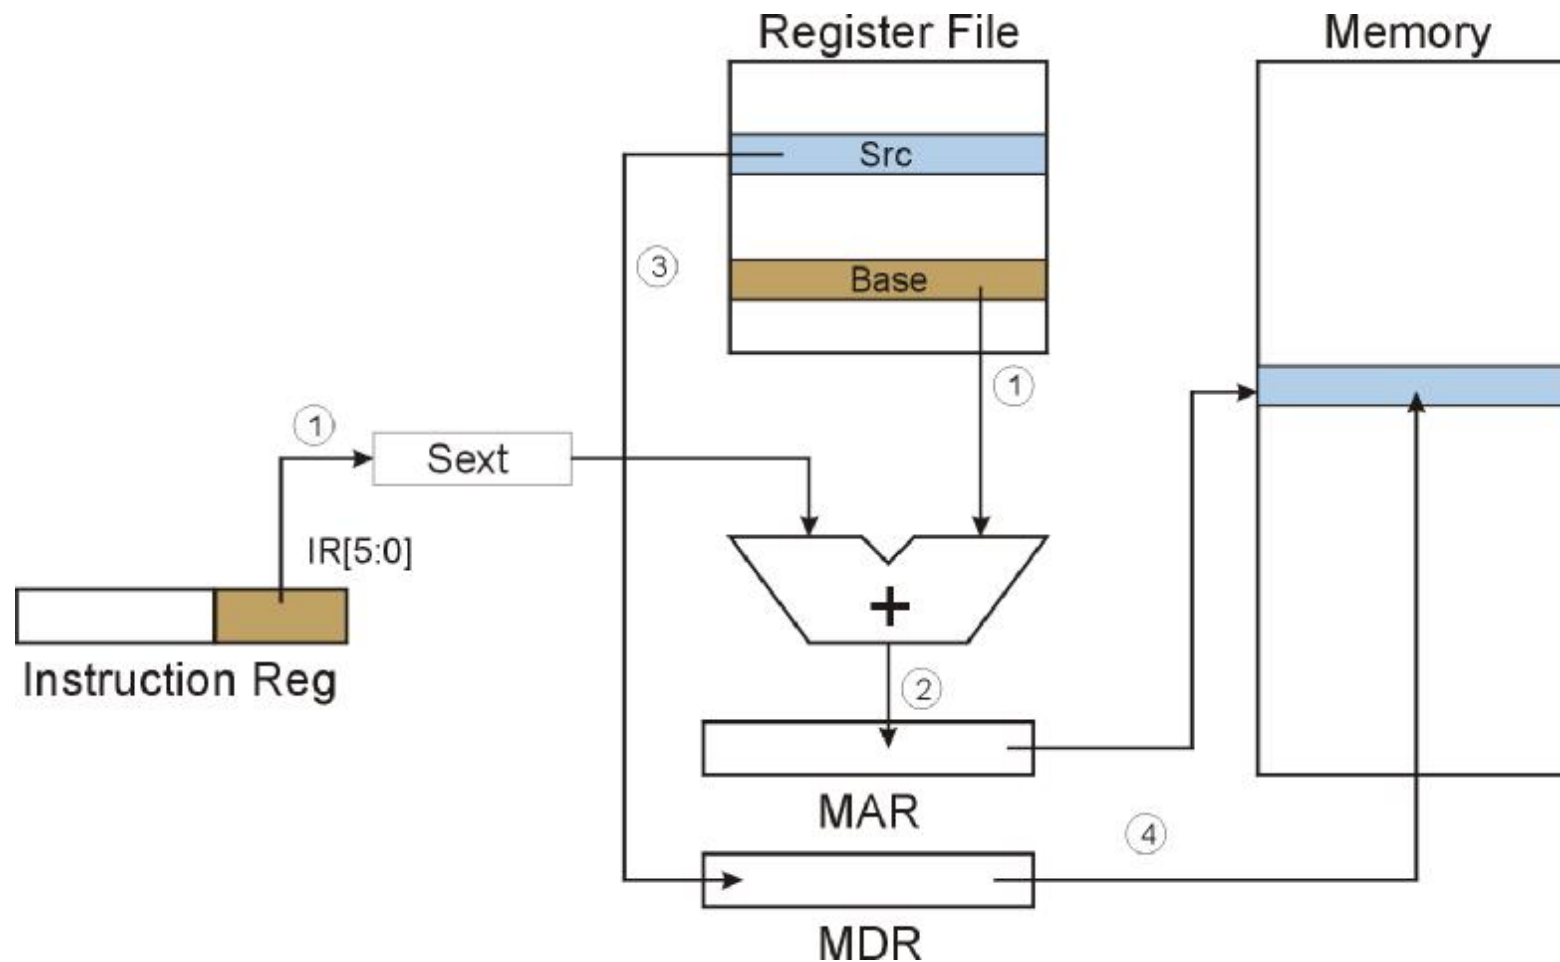 Register File
Memory
Src
3
Base
1
1
Sext
IR[5:0]
+
Instruction Reg
2
MAR
4
MDR